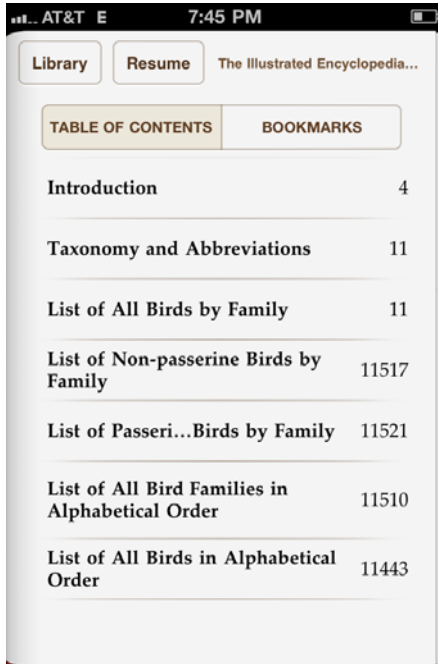 AT&T E 7:45 PM
Library Resume The Illustrated Encyclopedia...
TABLE OF CONTENTS BOOKMARKS
Introduction 4
Taxonomy and Abbreviations 11
List of All Birds by Family 11
List of Non-passerine Birds by
Family 11517
List of Passeri...Birds by Family 11521
List of All Bird Families in
Alphabetical Order 11510
List of All Birds in Alphabetical
Order 11443